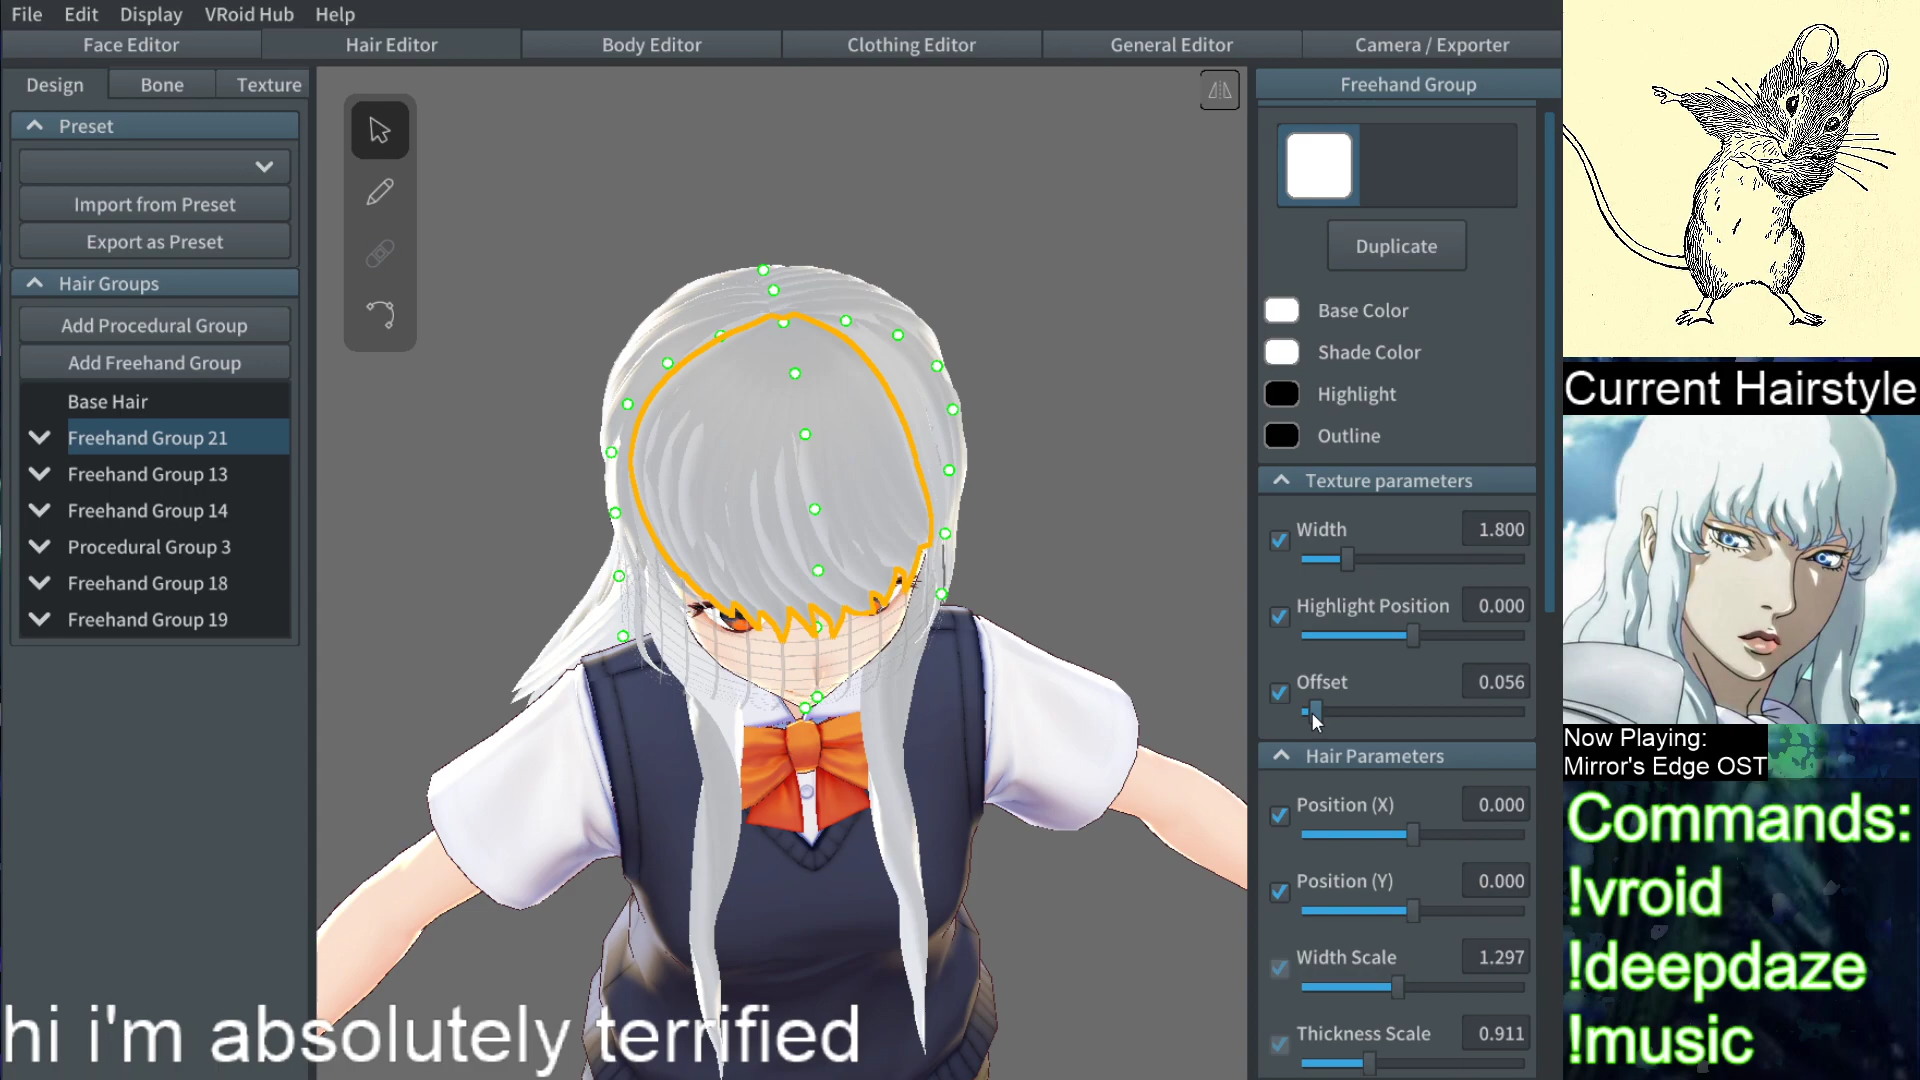 File Edit Display VRoid Hub Help
Face Editor Hair Editor Body Editor Clothing Editor General Editor Camera / Exporter
Design Bone Texture
Preset
Import from Preset
Export as Preset
Hair Groups
Add Procedural Group
Add Freehand Group
Base Hair
Freehand Group 21
Freehand Group 13
Freehand Group 14
Procedural Group 3
Freehand Group 18
Freehand Group 19
Freehand Group
Duplicate
Base Color
Shade Color
Highlight
Outline
Texture parameters
Width 1.800
Highlight Position 0.000
Offset 0.056
Hair Parameters
Position (X) 0.000
Position (Y) 0.000
Width Scale 1.297
Thickness Scale 0.911
Current Hairstyle
Now Playing:
Mirror's Edge OST
Commands:
!vroid
!deepdaze
!music
hi i'm absolutely terrified